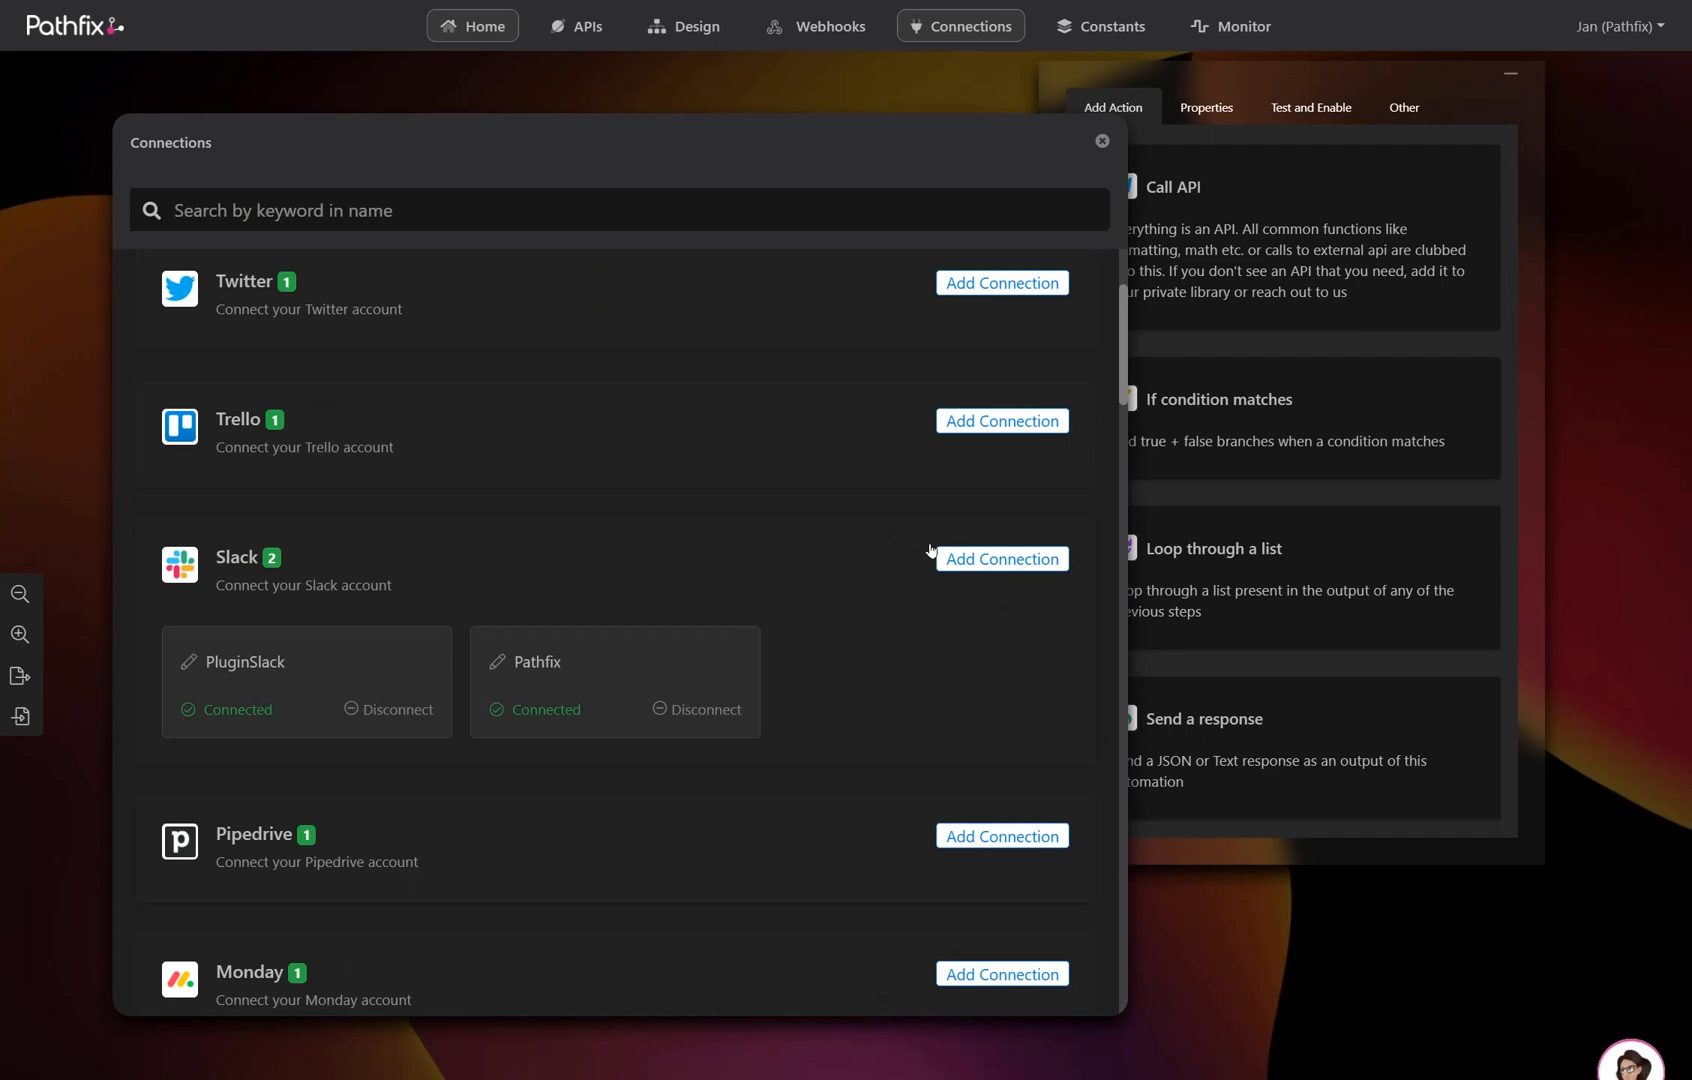 Pathfix
Home
APIs
Design
Webhooks
Connections
Constants
Monitor
Jan (Pathfix)
Add Action
Properties
Test and Enable
Other
Connections
Search by keyword in name
Twitter 1
Add Connection
Connect your Twitter account
Trello 1
Add Connection
Connect your Trello account
Slack 2
Add Connection
Connect your Slack account
PluginSlack
Connected
Disconnect
Pathfix
Connected
Disconnect
Pipedrive 1
Add Connection
Connect your Pipedrive account
Monday 1
Add Connection
Connect your Monday account
Call API
erything is an API. All common functions like
matting, math etc. or calls to external api are clubbed
o this. If you don't see an API that you need, add it to
ur private library or reach out to us
If condition matches
d true + false branches when a condition matches
Loop through a list
op through a list present in the output of any of the
evious steps
Send a response
nd a JSON or Text response as an output of this
tomation